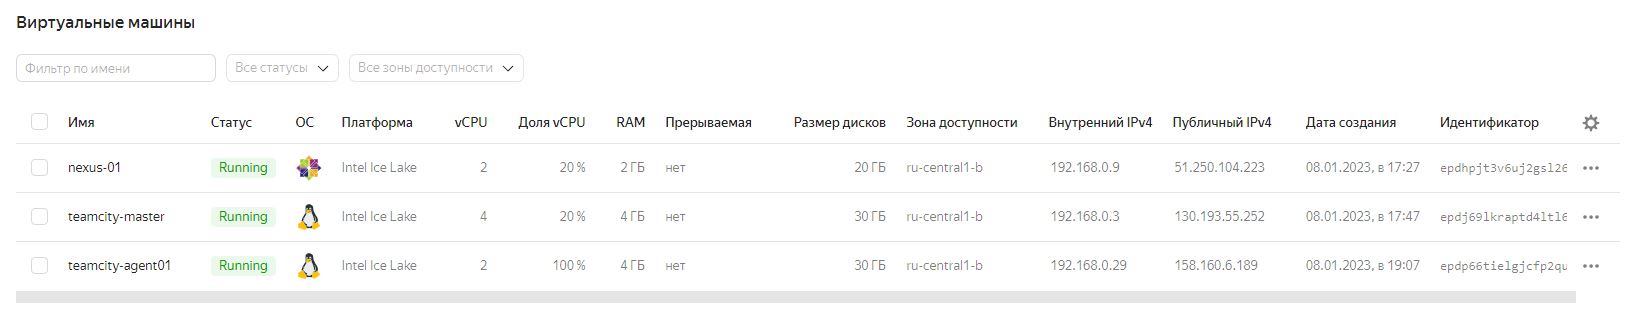 Виртуальные машины
Фильтр по имени Все статусы Все зоны доступности
Имя Статус ОС Платформа vCPU Доля vCPU RAM Прерываемая Размер дисков Зона доступности Внутренний IPv4 Публичный IPv4 Дата создания Идентификатор
nexus-01 Running Intel Ice Lake 2 20 % 2 ГБ нет 20 ГБ ru-central1-b 192.168.0.9 51.250.104.223 08.01.2023, в 17:27 epdhpjt3v6uj2gsl26
teamcity-master Running Intel Ice Lake 4 20 % 4 ГБ нет 30 ГБ ru-central1-b 192.168.0.3 130.193.55.252 08.01.2023, в 17:47 epdj69lkraptd4ltl6
teamcity-agent01 Running Intel Ice Lake 2 100 % 4 ГБ нет 30 ГБ ru-central1-b 192.168.0.29 158.160.6.189 08.01.2023, в 19:07 epdp66tielgjcfp2qu